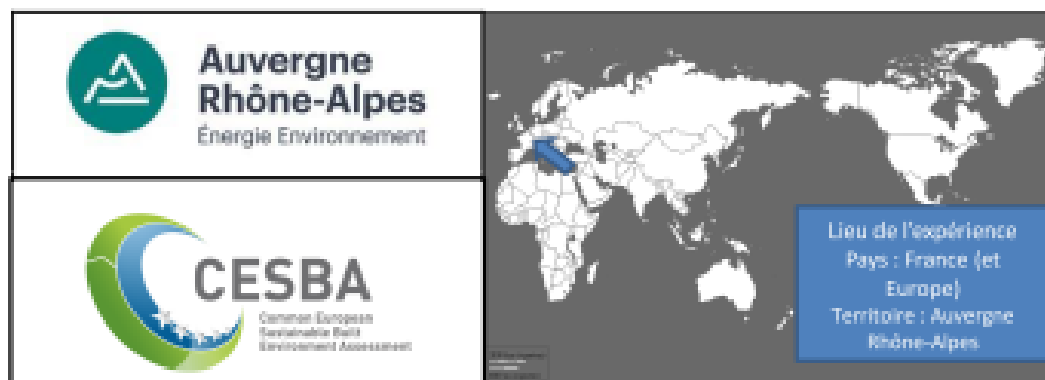 Auvergne
Rhône-Alpes
Énergie Environnement
CESBA
Common European
Sustainable Built
Environment Assessment
Lieu de l'expérience
Pays : France (et
Europe)
Territoire : Auvergne
Rhône-Alpes